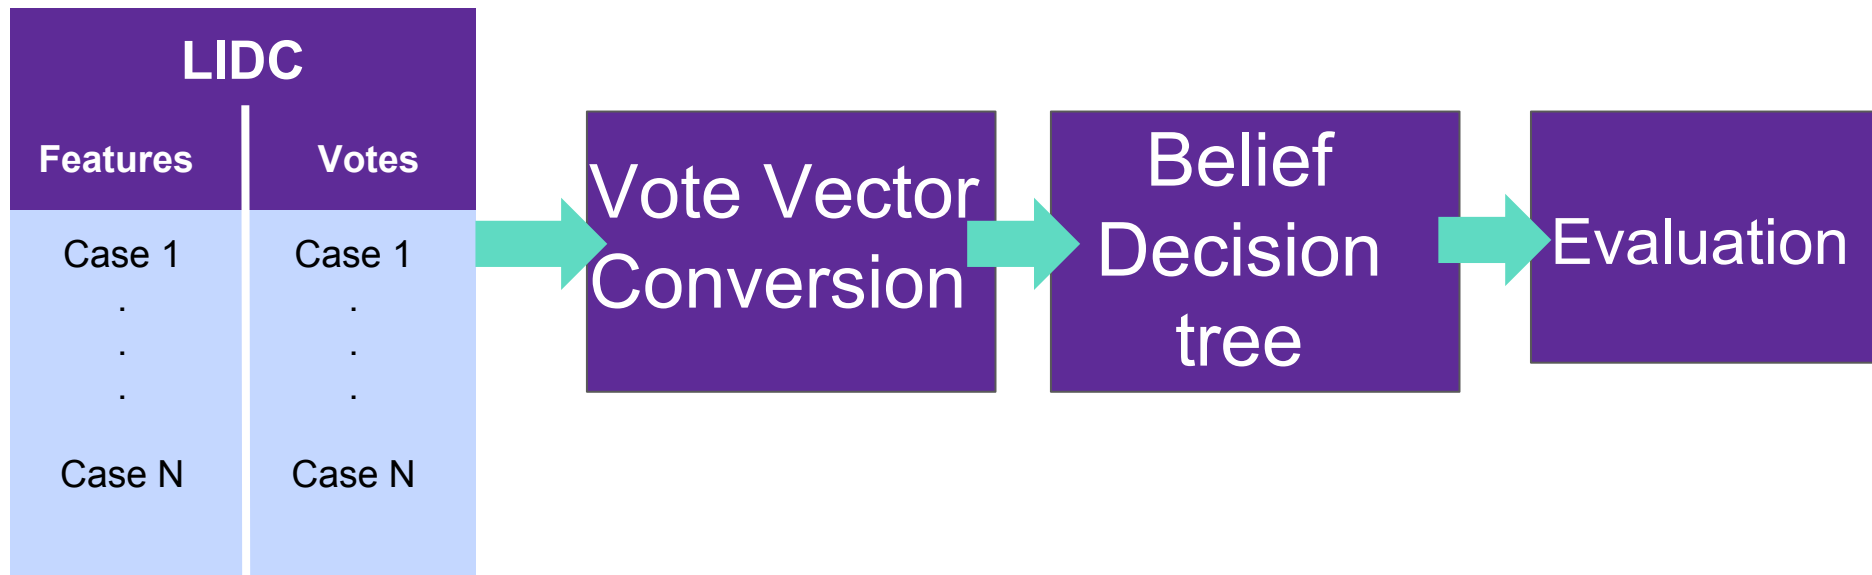 LIDC
Features Votes
Case 1 Case 1
. .
. .
. .
Case N Case N
Vote Vector
Conversion
Belief
Decision
tree
Evaluation